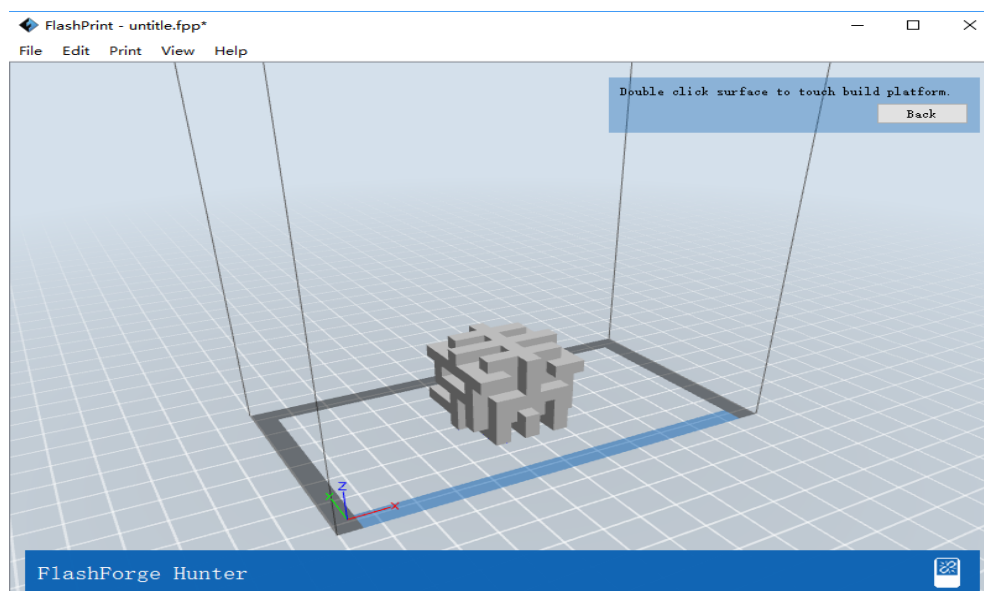 FlashPrint - untitle.fpp*
File Edit Print View Help
Double click surface to touch build platform.
Back
Z
x
FlashForge Hunter